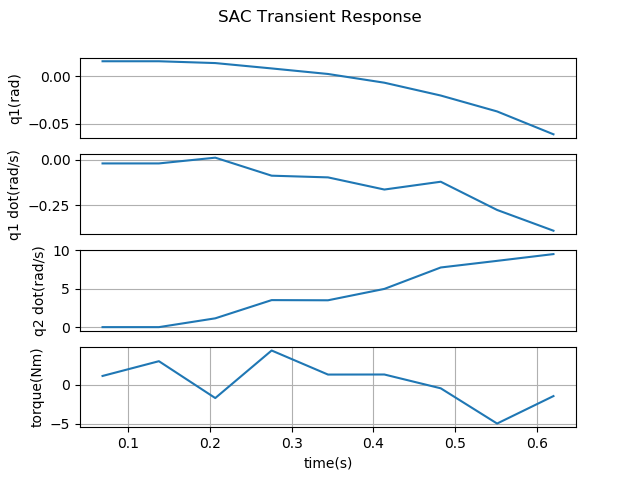 SAC Transient Response
q1(rad)
0.00
−0.05
q1 dot(rad/s)
0.00
−0.25
q2 dot(rad/s)
10
5
0
torque(Nm)
0
−5
0.1 0.2 0.3 0.4 0.5 0.6
time(s)